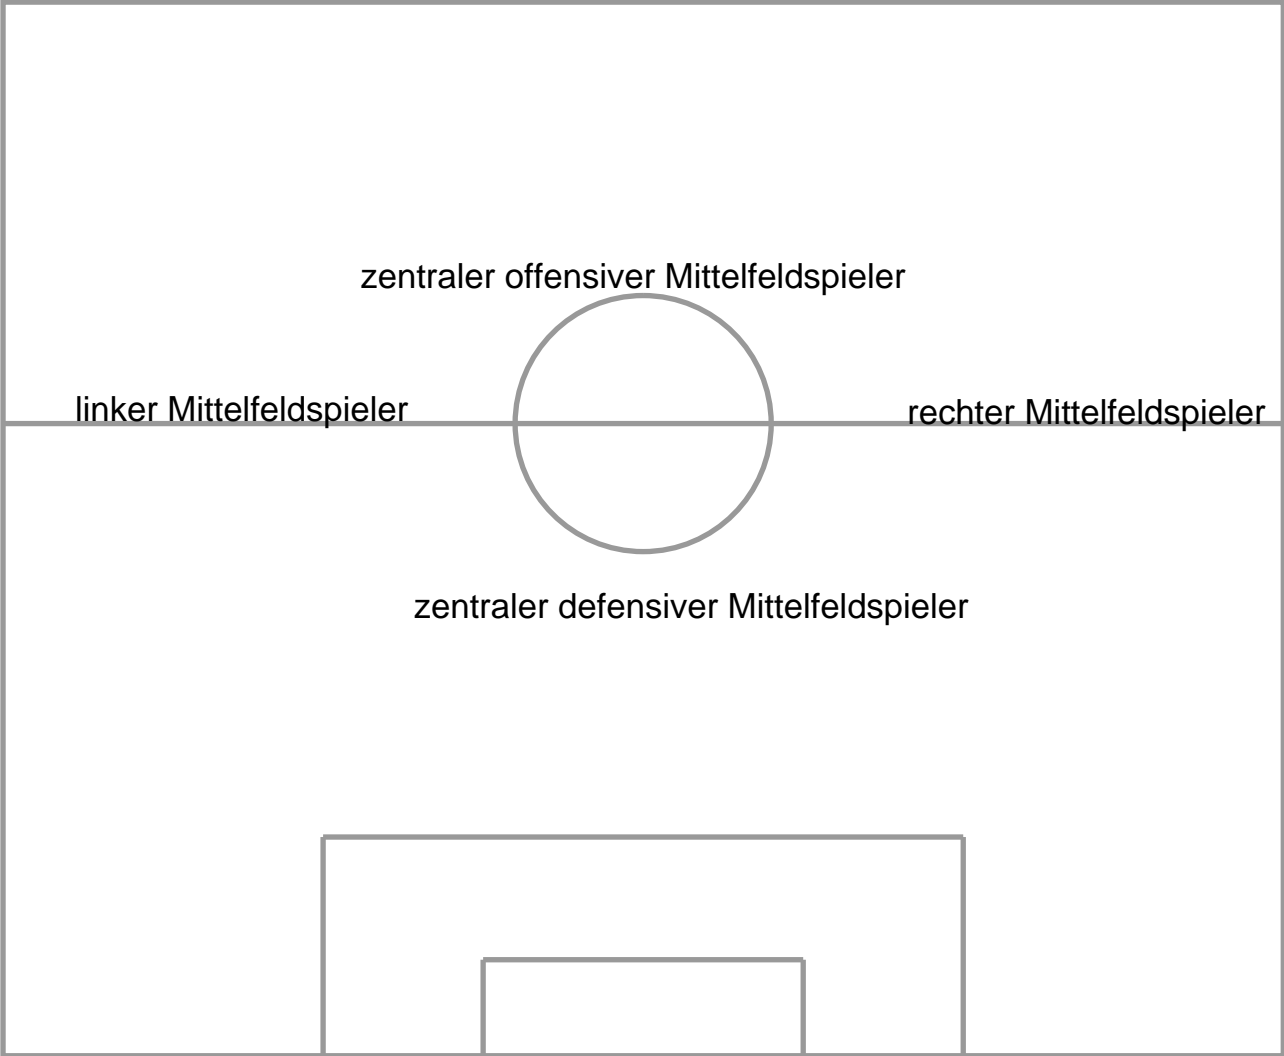 zentraler offensiver Mittelfeldspieler
linker Mittelfeldspieler
rechter Mittelfeldspieler
zentraler defensiver Mittelfeldspieler